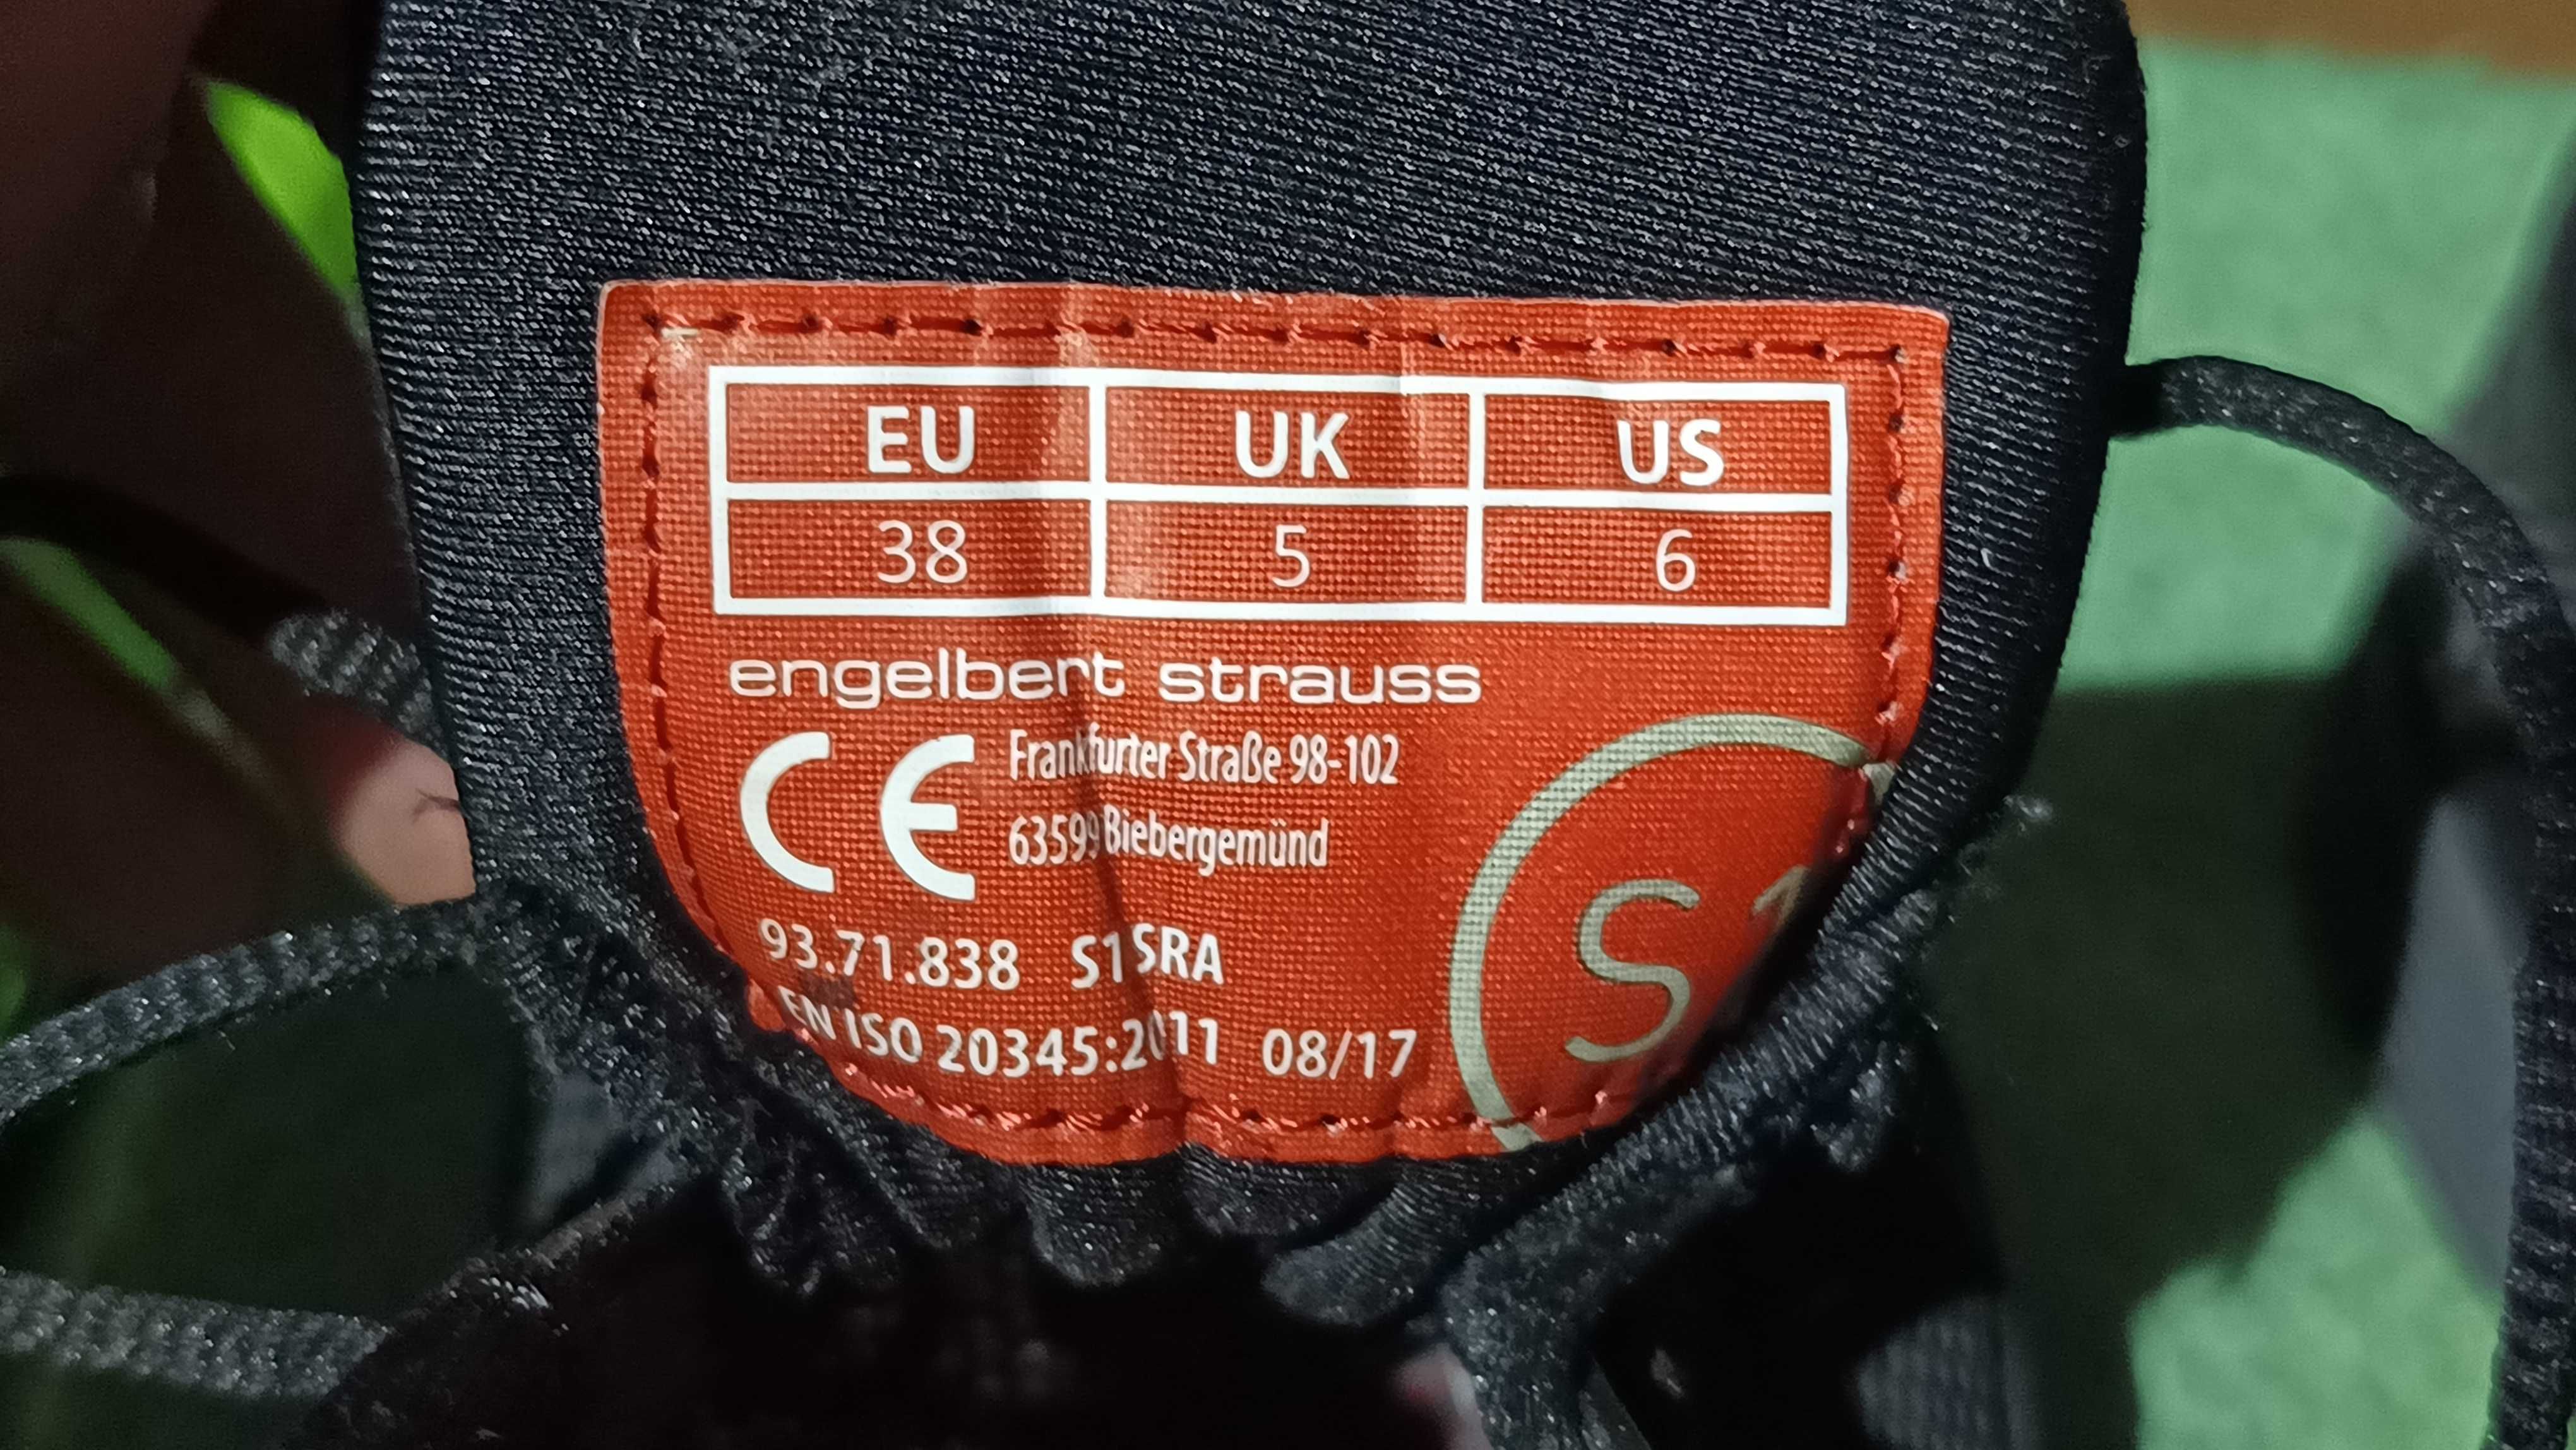 EU UK US
38 5 6
engelbert strauss
CE Frankfurter Straße 98-102
63599 Biebergemünd
93.71.838 S1 SRA
EN ISO 20345:2011 08/17
S1